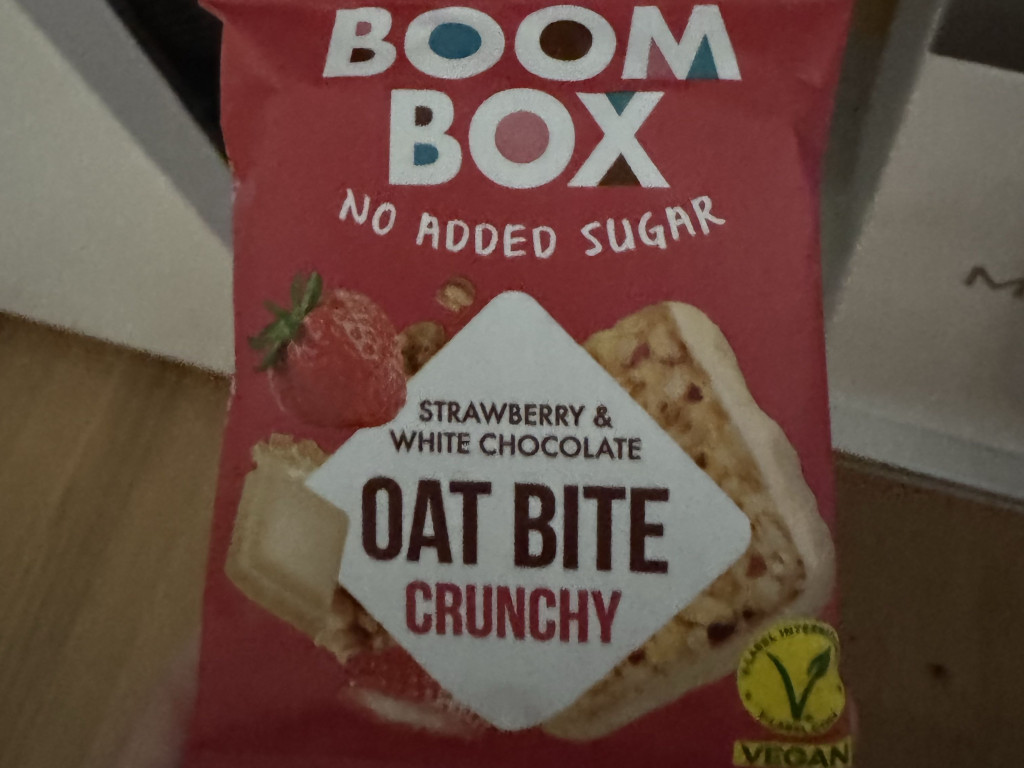 BOOM
BOX
NO ADDED SUGAR
STRAWBERRY &
WHITE CHOCOLATE
OAT BITE
CRUNCHY
VEGAN